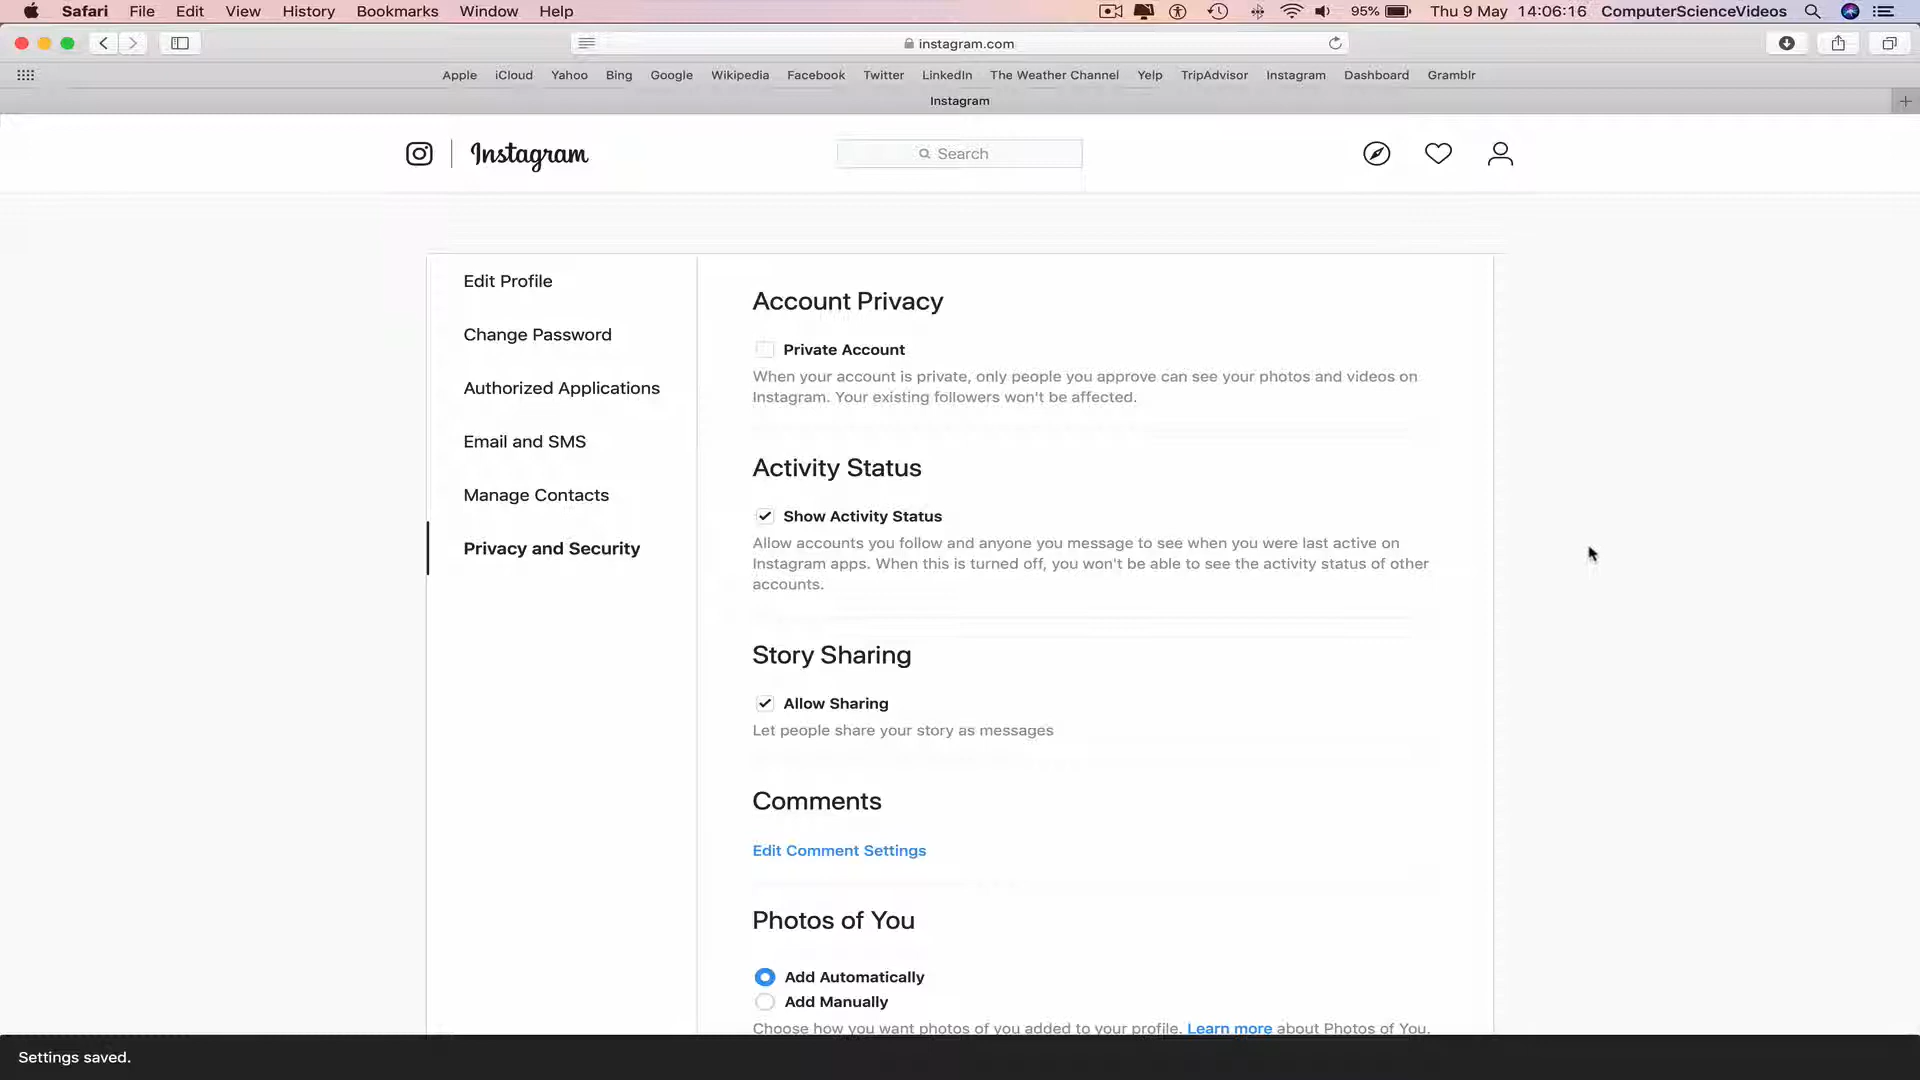 Safari File Edit View History Bookmarks Window Help 95% Thu 9 May 14:06:16 ComputerScienceVideos
instagram.com
Apple iCloud Yahoo Bing Google Wikipedia Facebook Twitter LinkedIn The Weather Channel Yelp TripAdvisor Instagram Dashboard Gramblr
Instagram
Instagram
Search
Edit Profile
Change Password
Authorized Applications
Email and SMS
Manage Contacts
Privacy and Security
Account Privacy
Private Account
When your account is private, only people you approve can see your photos and videos on
Instagram. Your existing followers won't be affected.
Activity Status
Show Activity Status
Allow accounts you follow and anyone you message to see when you were last active on
Instagram apps. When this is turned off, you won't be able to see the activity status of other
accounts.
Story Sharing
Allow Sharing
Let people share your story as messages
Comments
Edit Comment Settings
Photos of You
Add Automatically
Add Manually
Choose how you want photos of you added to your profile. Learn more about Photos of You.
Settings saved.